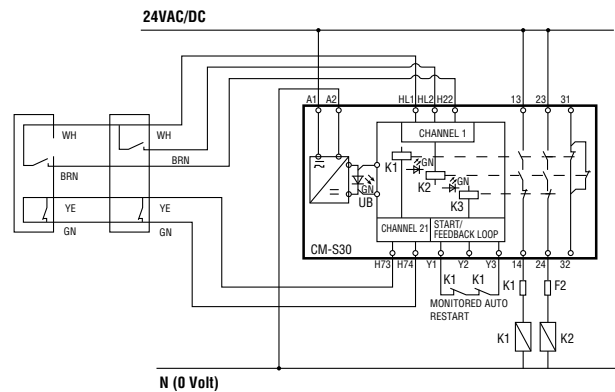 24VAC/DC
A1 A2 HL1 HL2 H22 13 23 31
WH WH
BRN
BRN
YE YE
GN GN
CHANNEL 1
K1 GN
K2 GN
K3
GN
UB
CHANNEL 21 START/
FEEDBACK LOOP
CM-S30
H73 H74 Y1 Y2 Y3 14 24 32
K1 K1
MONITORED AUTO
RESTART
K1 F2
K1 K2
N (0 Volt)